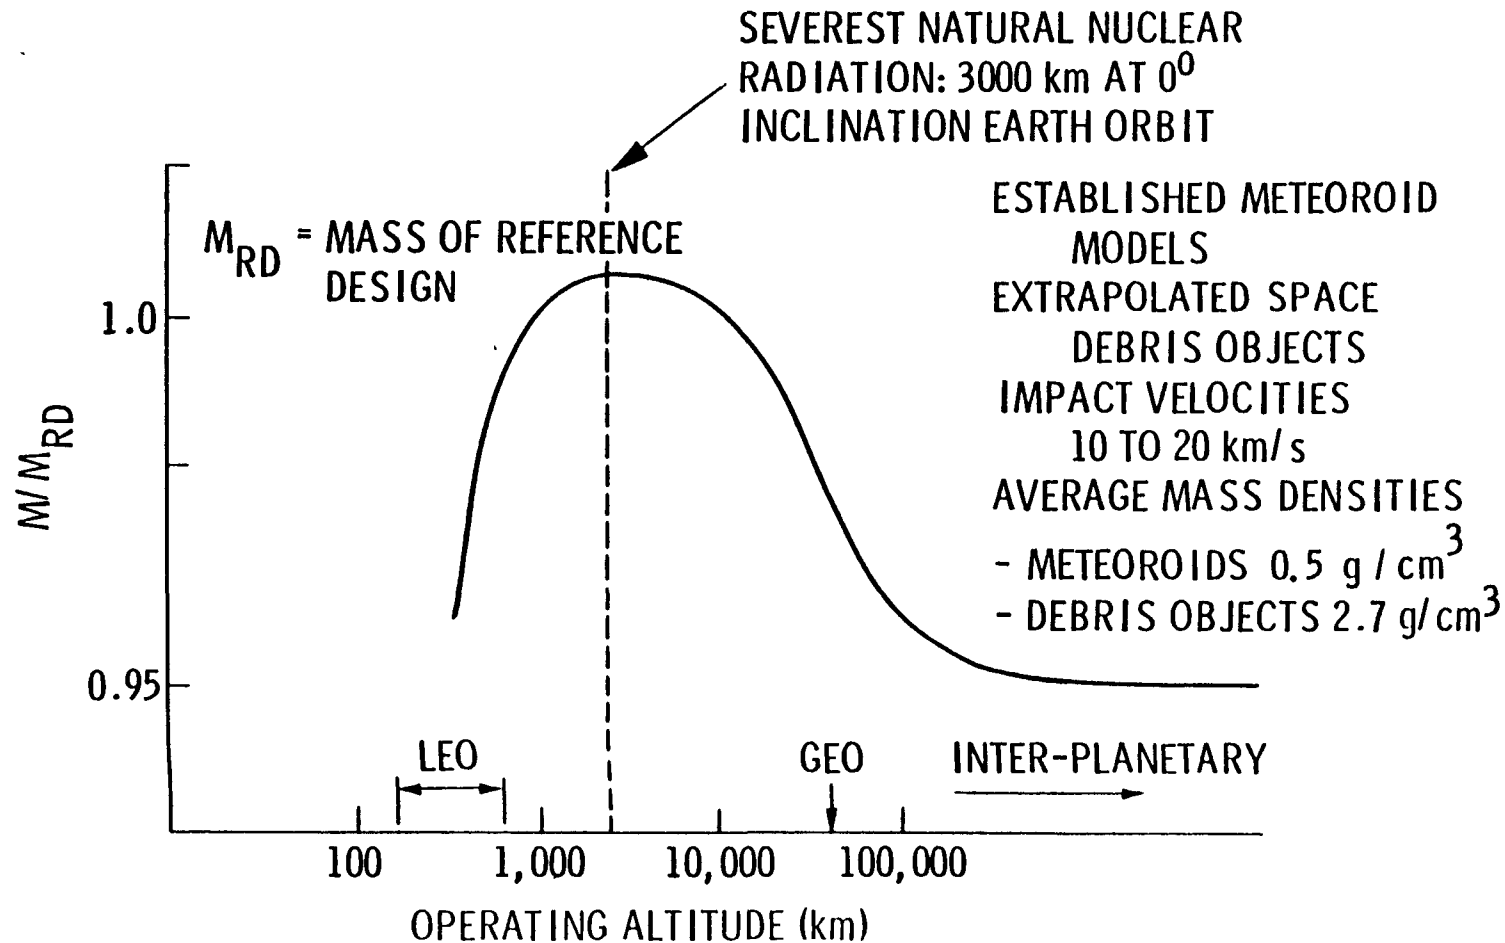 SEVEREST NATURAL NUCLEAR
RADIATION: 3000 km AT 0⁰
INCLINATION EARTH ORBIT
M_RD = MASS OF REFERENCE
DESIGN
ESTABLISHED METEOROID
MODELS
EXTRAPOLATED SPACE
DEBRIS OBJECTS
IMPACT VELOCITIES
10 TO 20 km/s
AVERAGE MASS DENSITIES
- METEOROIDS 0.5 g/cm³
- DEBRIS OBJECTS 2.7 g/cm³
M/M_RD
1.0
0.95
LEO
GEO
INTER-PLANETARY
100
1,000
10,000
100,000
OPERATING ALTITUDE (km)